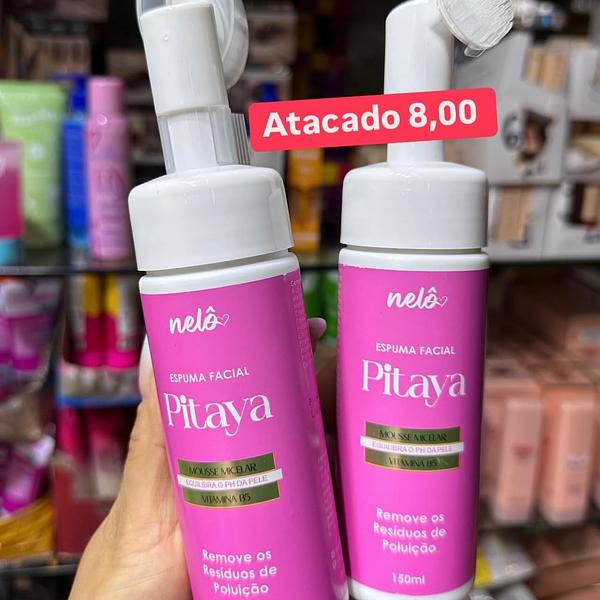 Atacado 8,00
nelô
ESPUMA FACIAL
Pitaya
MOUSSE MICELAR
EQUILIBRA O PH DA PELE
VITAMINA B5
Remove os
Resíduos de
Poluição
nelô
ESPUMA FACIAL
Pitaya
MOUSSE MICELAR
EQUILIBRA O PH DA PELE
VITAMINA B5
Remove os
Resíduos de
Poluição
150ml